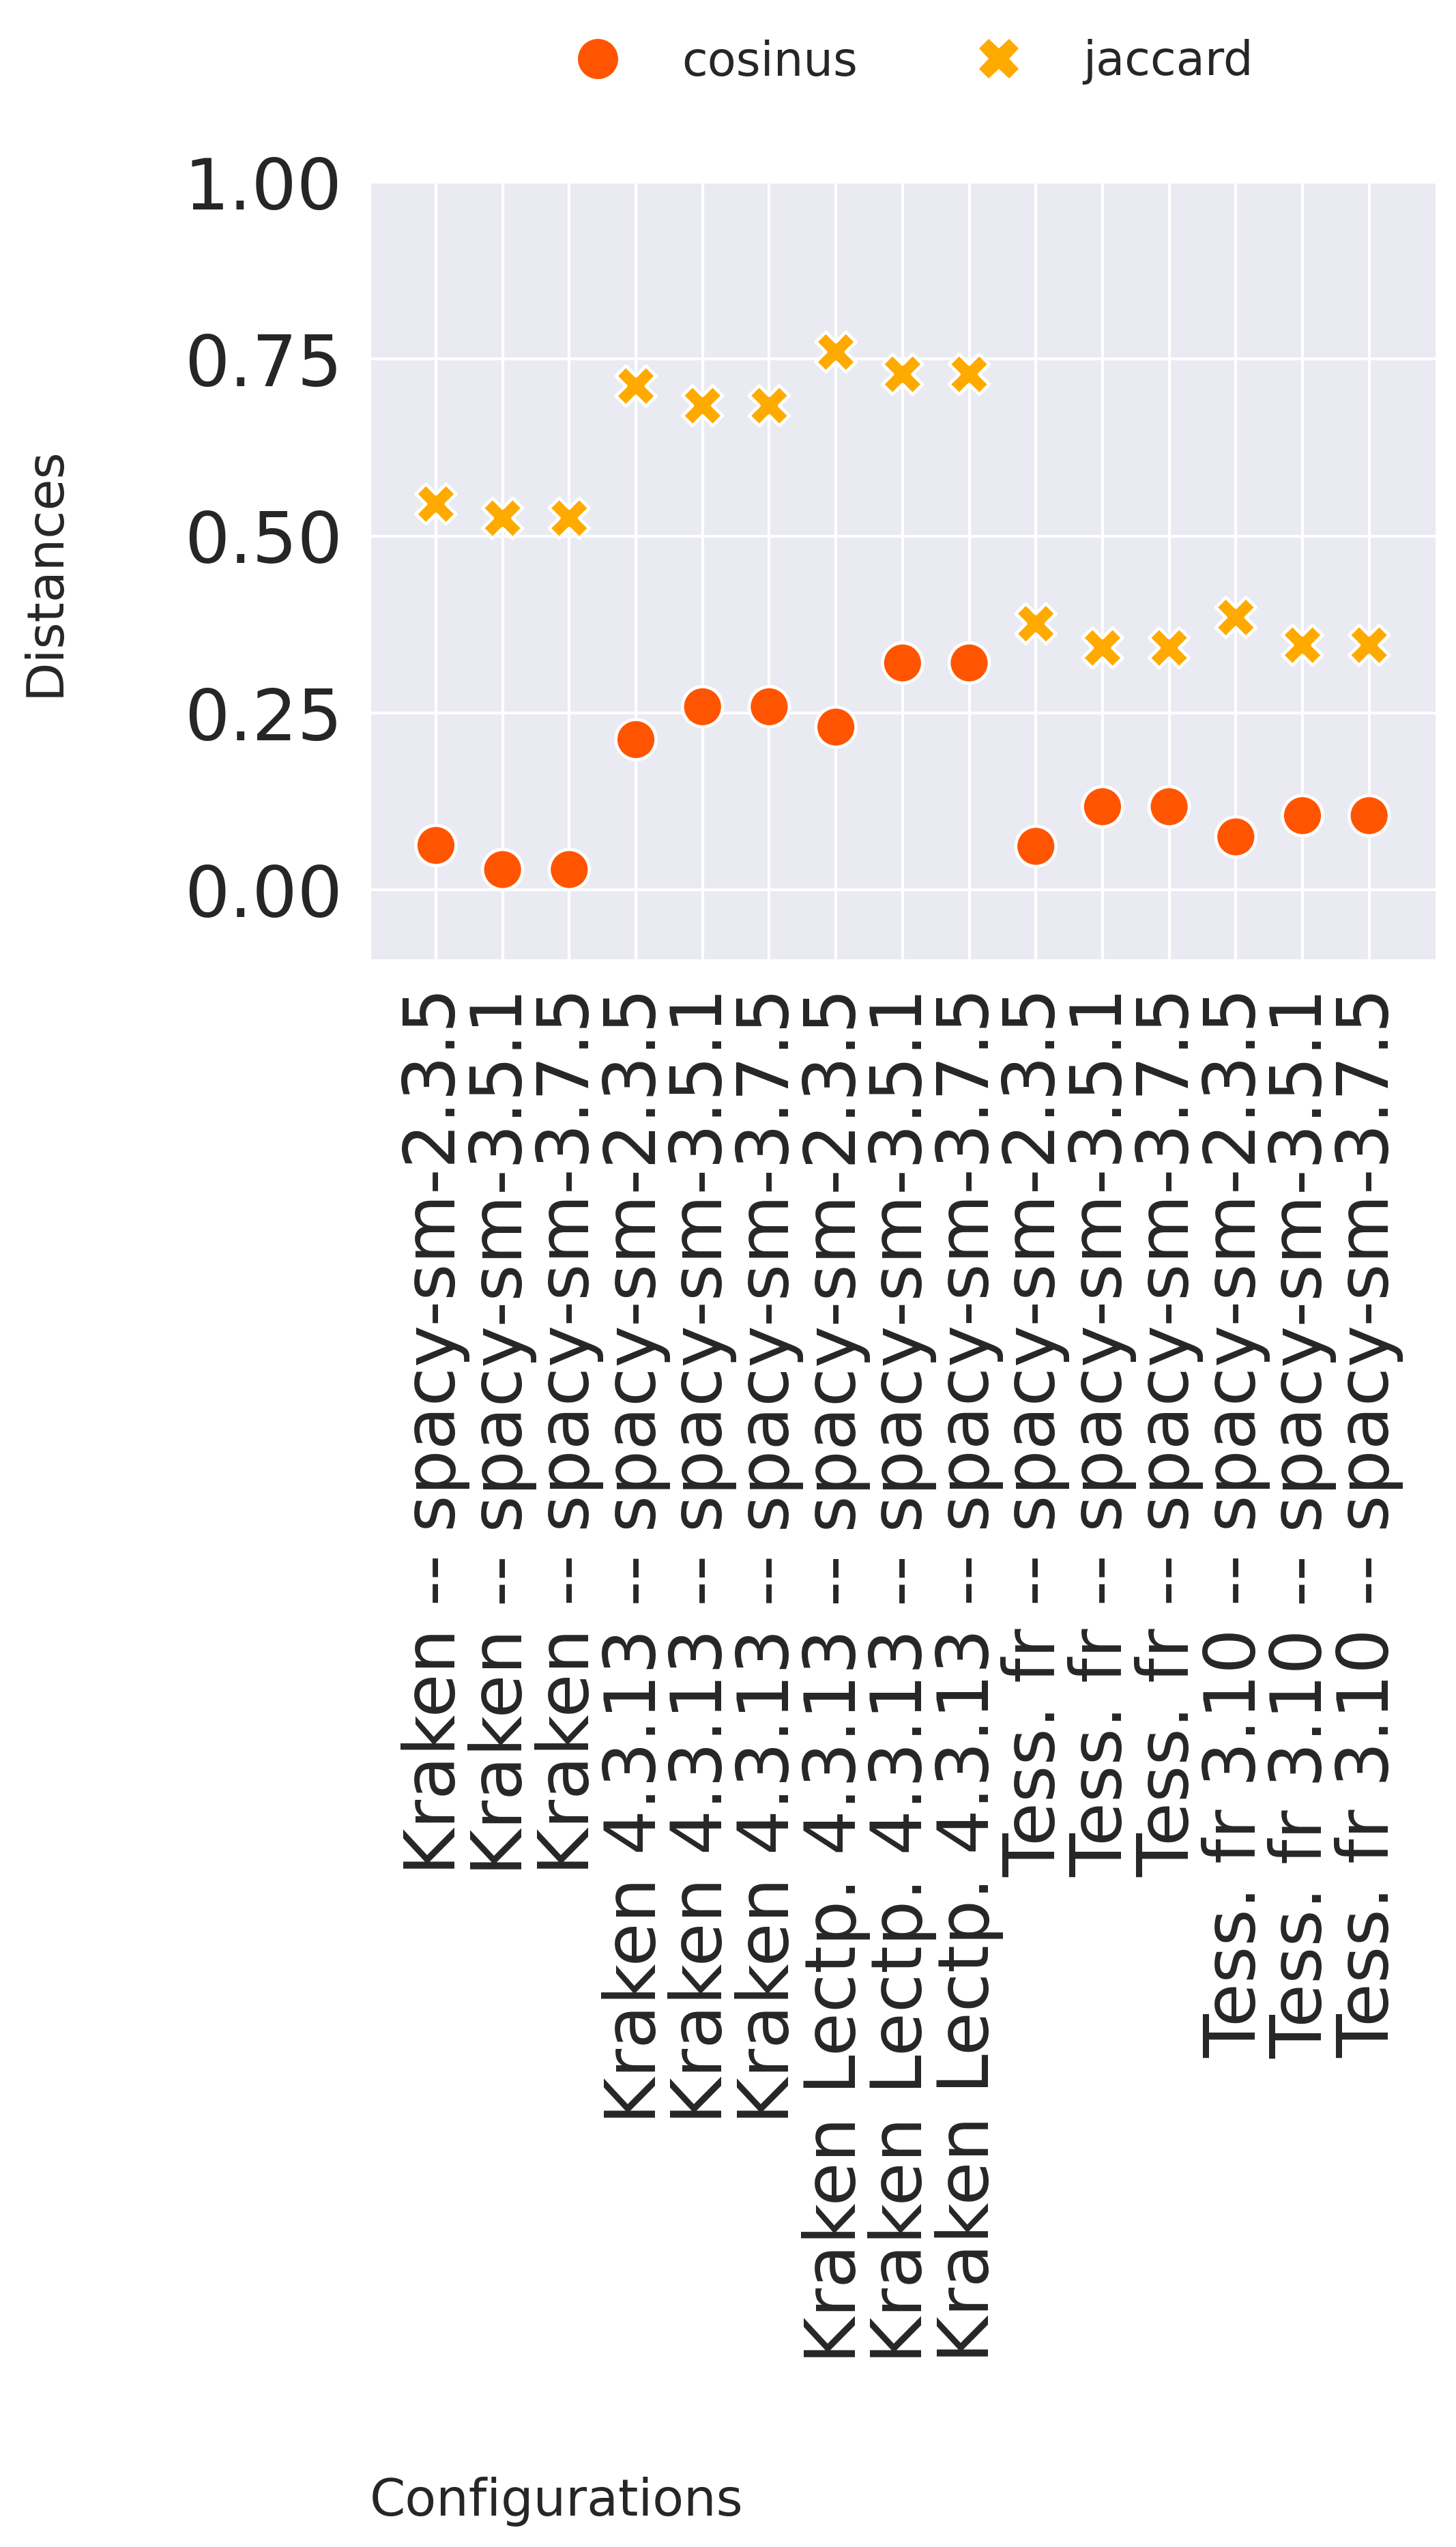 cosinus
jaccard
Distances
1.00
0.75
0.50
0.25
0.00
Kraken -- spacy-sm-2.3.5
Kraken -- spacy-sm-3.5.1
Kraken -- spacy-sm-3.7.5
Kraken 4.3.13 -- spacy-sm-2.3.5
Kraken 4.3.13 -- spacy-sm-3.5.1
Kraken 4.3.13 -- spacy-sm-3.7.5
Kraken Lectp. 4.3.13 -- spacy-sm-2.3.5
Kraken Lectp. 4.3.13 -- spacy-sm-3.5.1
Kraken Lectp. 4.3.13 -- spacy-sm-3.7.5
Tess. fr -- spacy-sm-2.3.5
Tess. fr -- spacy-sm-3.5.1
Tess. fr -- spacy-sm-3.7.5
Tess. fr 3.10 -- spacy-sm-2.3.5
Tess. fr 3.10 -- spacy-sm-3.5.1
Tess. fr 3.10 -- spacy-sm-3.7.5
Configurations